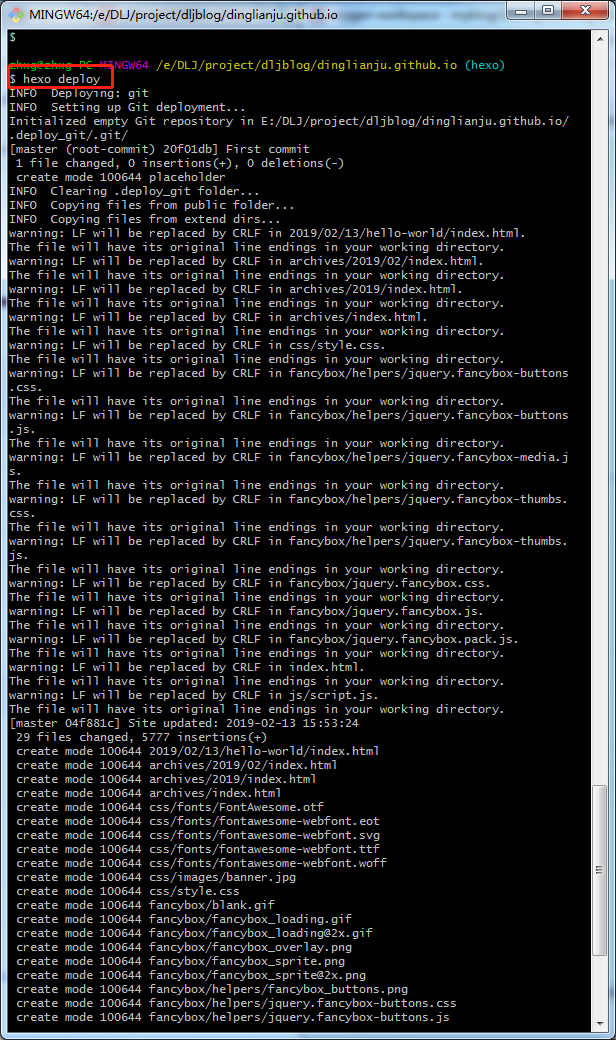 MINGW64:/e/DLJ/project/dljblog/dinglianju.github.io
$
zhxg@zhxg-PC MINGW64 /e/DLJ/project/dljblog/dinglianju.github.io (hexo)
$ hexo deploy
INFO  Deploying: git
INFO  Setting up Git deployment...
Initialized empty Git repository in E:/DLJ/project/dljblog/dinglianju.github.io/
.deploy_git/.git/
[master (root-commit) 20f01db] First commit
 1 file changed, 0 insertions(+), 0 deletions(-)
 create mode 100644 placeholder
INFO  Clearing .deploy_git folder...
INFO  Copying files from public folder...
INFO  Copying files from extend dirs...
warning: LF will be replaced by CRLF in 2019/02/13/hello-world/index.html.
The file will have its original line endings in your working directory.
warning: LF will be replaced by CRLF in archives/2019/02/index.html.
The file will have its original line endings in your working directory.
warning: LF will be replaced by CRLF in archives/2019/index.html.
The file will have its original line endings in your working directory.
warning: LF will be replaced by CRLF in archives/index.html.
The file will have its original line endings in your working directory.
warning: LF will be replaced by CRLF in css/style.css.
The file will have its original line endings in your working directory.
warning: LF will be replaced by CRLF in fancybox/helpers/jquery.fancybox-buttons
.css.
The file will have its original line endings in your working directory.
warning: LF will be replaced by CRLF in fancybox/helpers/jquery.fancybox-buttons
.js.
The file will have its original line endings in your working directory.
warning: LF will be replaced by CRLF in fancybox/helpers/jquery.fancybox-media.j
s.
The file will have its original line endings in your working directory.
warning: LF will be replaced by CRLF in fancybox/helpers/jquery.fancybox-thumbs.
css.
The file will have its original line endings in your working directory.
warning: LF will be replaced by CRLF in fancybox/helpers/jquery.fancybox-thumbs.
js.
The file will have its original line endings in your working directory.
warning: LF will be replaced by CRLF in fancybox/jquery.fancybox.css.
The file will have its original line endings in your working directory.
warning: LF will be replaced by CRLF in fancybox/jquery.fancybox.js.
The file will have its original line endings in your working directory.
warning: LF will be replaced by CRLF in fancybox/jquery.fancybox.pack.js.
The file will have its original line endings in your working directory.
warning: LF will be replaced by CRLF in index.html.
The file will have its original line endings in your working directory.
warning: LF will be replaced by CRLF in js/script.js.
The file will have its original line endings in your working directory.
[master 04f881c] Site updated: 2019-02-13 15:53:24
 29 files changed, 5777 insertions(+)
 create mode 100644 2019/02/13/hello-world/index.html
 create mode 100644 archives/2019/02/index.html
 create mode 100644 archives/2019/index.html
 create mode 100644 archives/index.html
 create mode 100644 css/fonts/FontAwesome.otf
 create mode 100644 css/fonts/fontawesome-webfont.eot
 create mode 100644 css/fonts/fontawesome-webfont.svg
 create mode 100644 css/fonts/fontawesome-webfont.ttf
 create mode 100644 css/fonts/fontawesome-webfont.woff
 create mode 100644 css/images/banner.jpg
 create mode 100644 css/style.css
 create mode 100644 fancybox/blank.gif
 create mode 100644 fancybox/fancybox_loading.gif
 create mode 100644 fancybox/fancybox_loading@2x.gif
 create mode 100644 fancybox/fancybox_overlay.png
 create mode 100644 fancybox/fancybox_sprite.png
 create mode 100644 fancybox/fancybox_sprite@2x.png
 create mode 100644 fancybox/helpers/fancybox_buttons.png
 create mode 100644 fancybox/helpers/jquery.fancybox-buttons.css
 create mode 100644 fancybox/helpers/jquery.fancybox-buttons.js